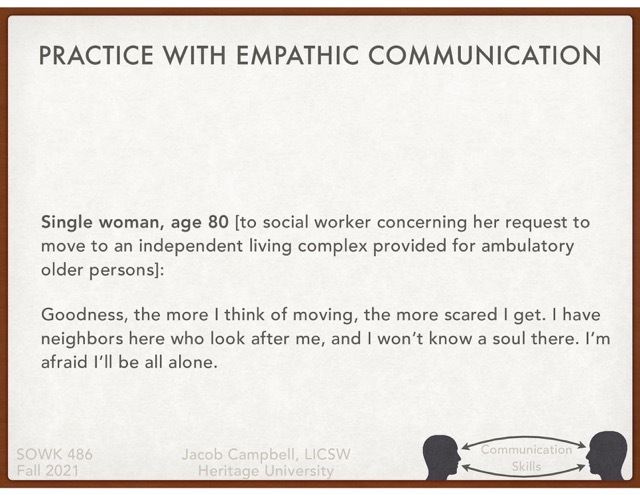 PRACTICE WITH EMPATHIC COMMUNICATION
Single woman, age 80 [to social worker concerning her request to
move to an independent living complex provided for ambulatory
older persons]:
Goodness, the more I think of moving, the more scared I get. I have
neighbors here who look after me, and I won’t know a soul there. I’m
afraid I’ll be all alone.
SOWK 486
Fall 2021
Jacob Campbell, LICSW
Heritage University
Communication
Skills